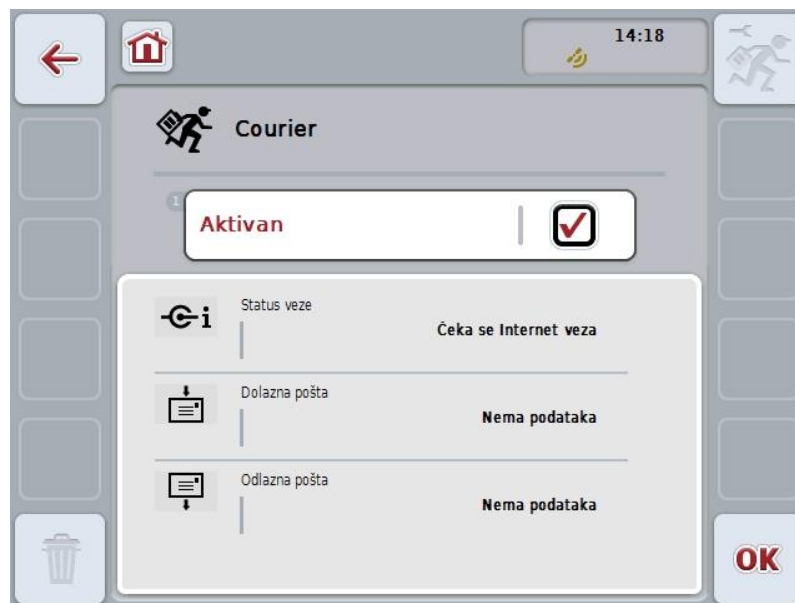 14:18
Courier
1
Aktivan
Status veze
Čeka se Internet veza
Dolazna pošta
Nema podataka
Odlazna pošta
Nema podataka
OK